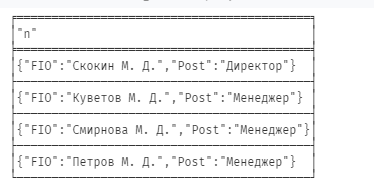 "n"
{"FIO":"Скокин М. Д.","Post":"Директор"}
{"FIO":"Куветов М. Д.","Post":"Менеджер"}
{"FIO":"Смирнова М. Д.","Post":"Менеджер"}
{"FIO":"Петров М. Д.","Post":"Менеджер"}